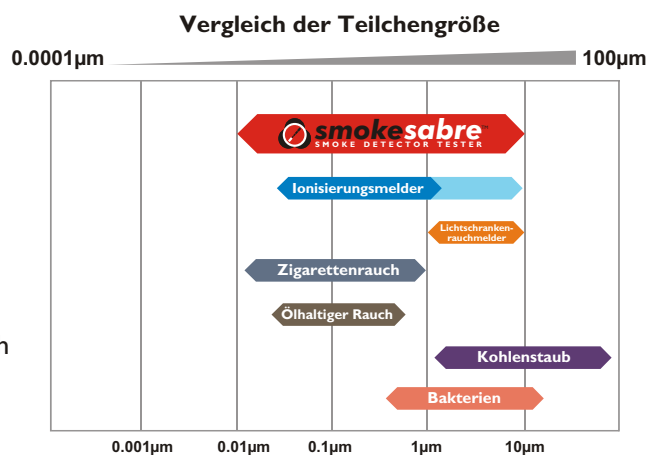 Vergleich der Teilchengröße
0.0001µm
100µm
smokesabre™
SMOKE DETECTOR TESTER
Ionisierungsmelder
Lichtschranken-
rauchmelder
Zigarettenrauch
Ölhaltiger Rauch
n
Kohlenstaub
Bakterien
0.001µm 0.01µm 0.1µm 1µm 10µm